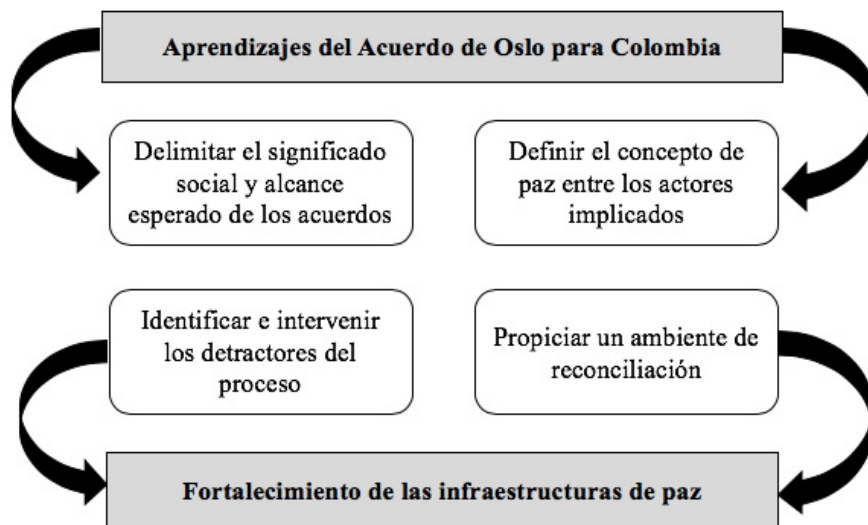 Aprendizajes del Acuerdo de Oslo para Colombia
Delimitar el significado
social y alcance
esperado de los acuerdos
Definir el concepto de
paz entre los actores
implicados
Identificar e intervenir
los detractores del
proceso
Propiciar un ambiente de
reconciliación
Fortalecimiento de las infraestructuras de paz